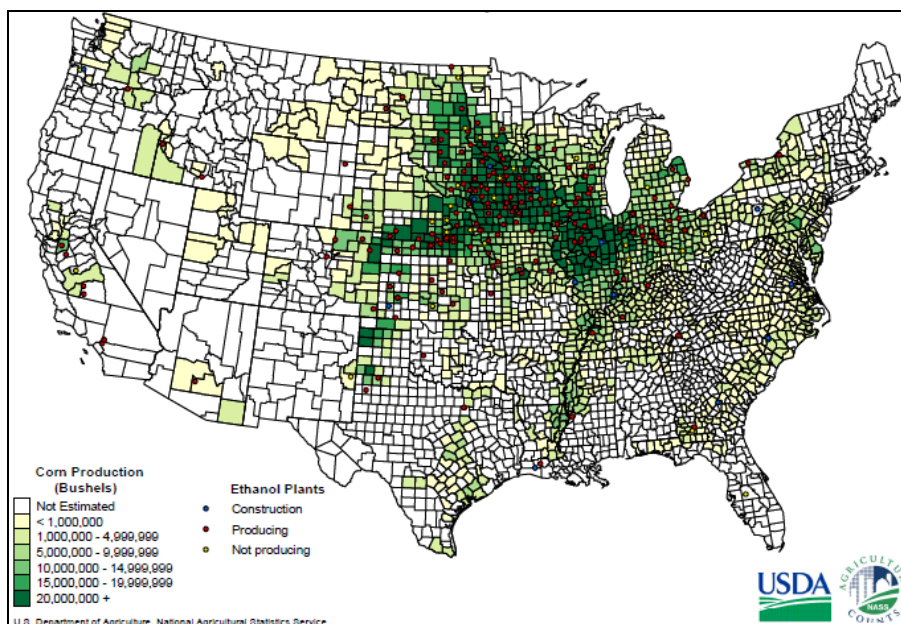 Corn Production
(Bushels)
Not Estimated
< 1,000,000
1,000,000 - 4,999,999
5,000,000 - 9,999,999
10,000,000 - 14,999,999
15,000,000 - 19,999,999
20,000,000 +
Ethanol Plants
Construction
Producing
Not producing
USDA
AGRICULTURE
NASS
COUNTS
U.S. Department of Agriculture, National Agricultural Statistics Service